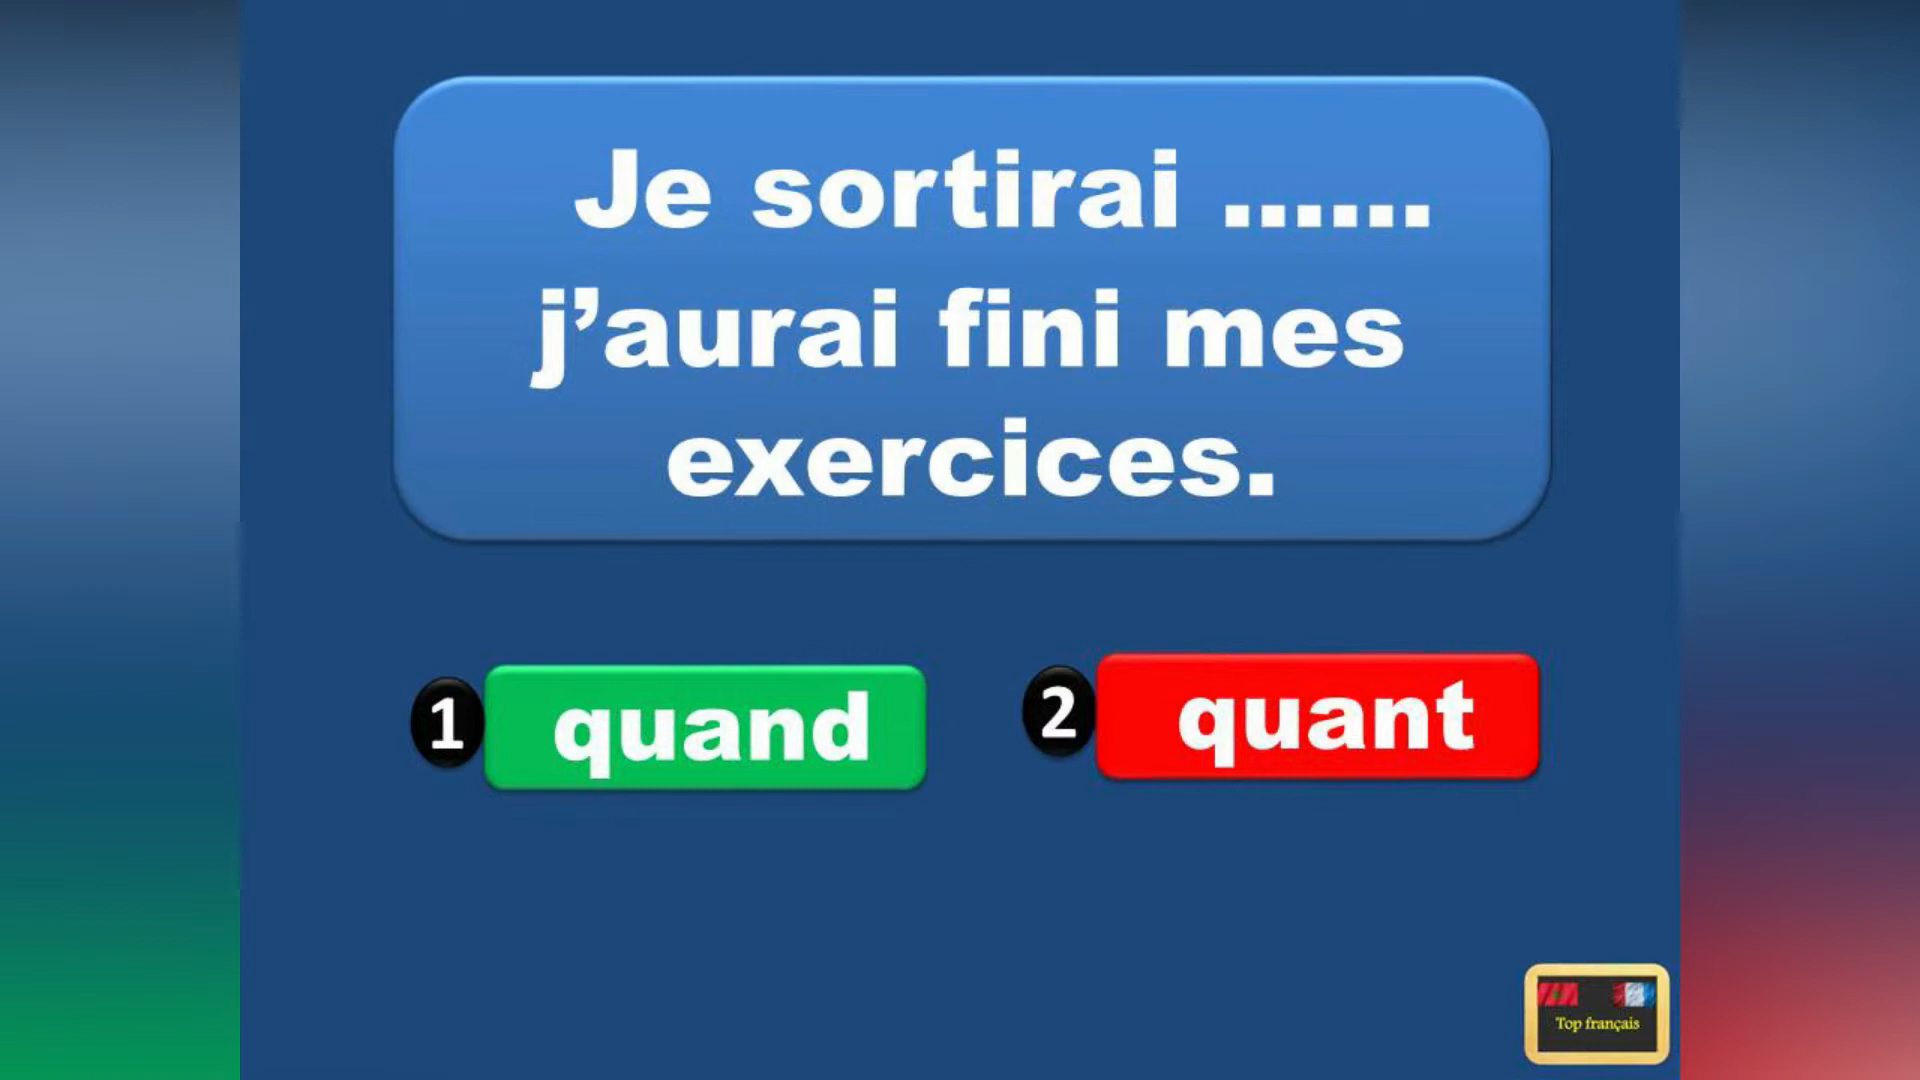 Je sortirai ......
j’aurai fini mes
exercices.
1 quand
2 quant
Top français